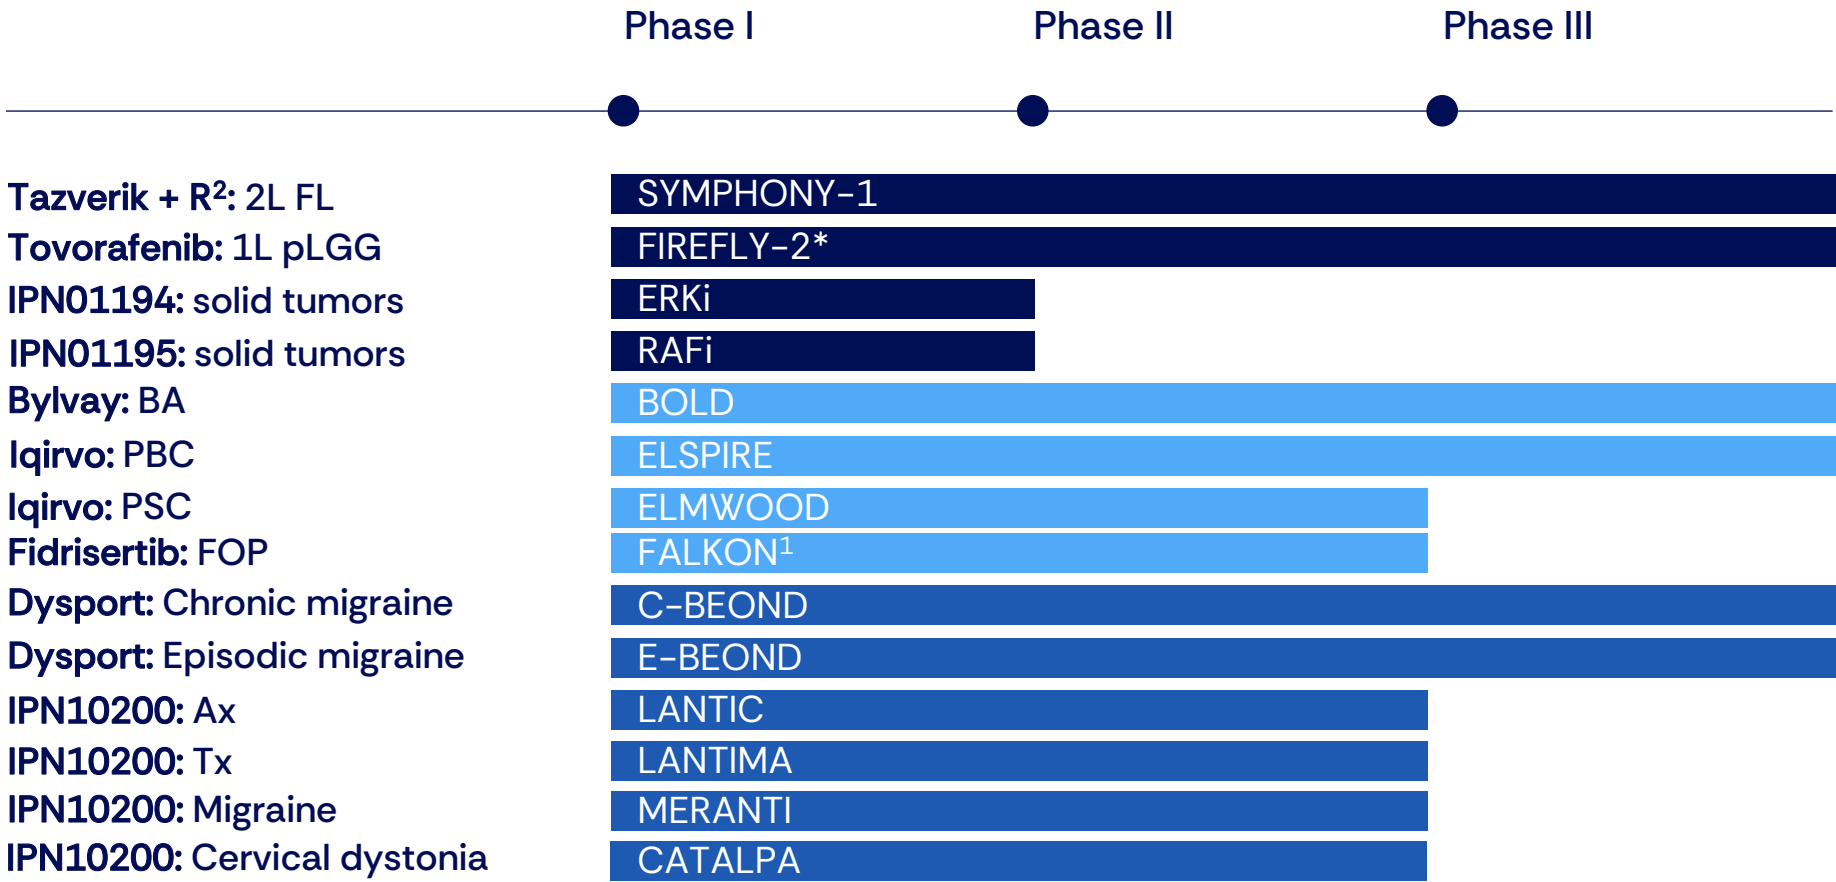 Phase I Phase II Phase III
Tazverik + R²: 2L FL SYMPHONY-1
Tovorafenib: 1L pLGG FIREFLY-2*
IPN01194: solid tumors ERKi
IPN01195: solid tumors RAFi
Bylvay: BA BOLD
Iqirvo: PBC ELSPIRE
Iqirvo: PSC ELMWOOD
Fidrisertib: FOP FALKON¹
Dysport: Chronic migraine C-BEOND
Dysport: Episodic migraine E-BEOND
IPN10200: Ax LANTIC
IPN10200: Tx LANTIMA
IPN10200: Migraine MERANTI
IPN10200: Cervical dystonia CATALPA